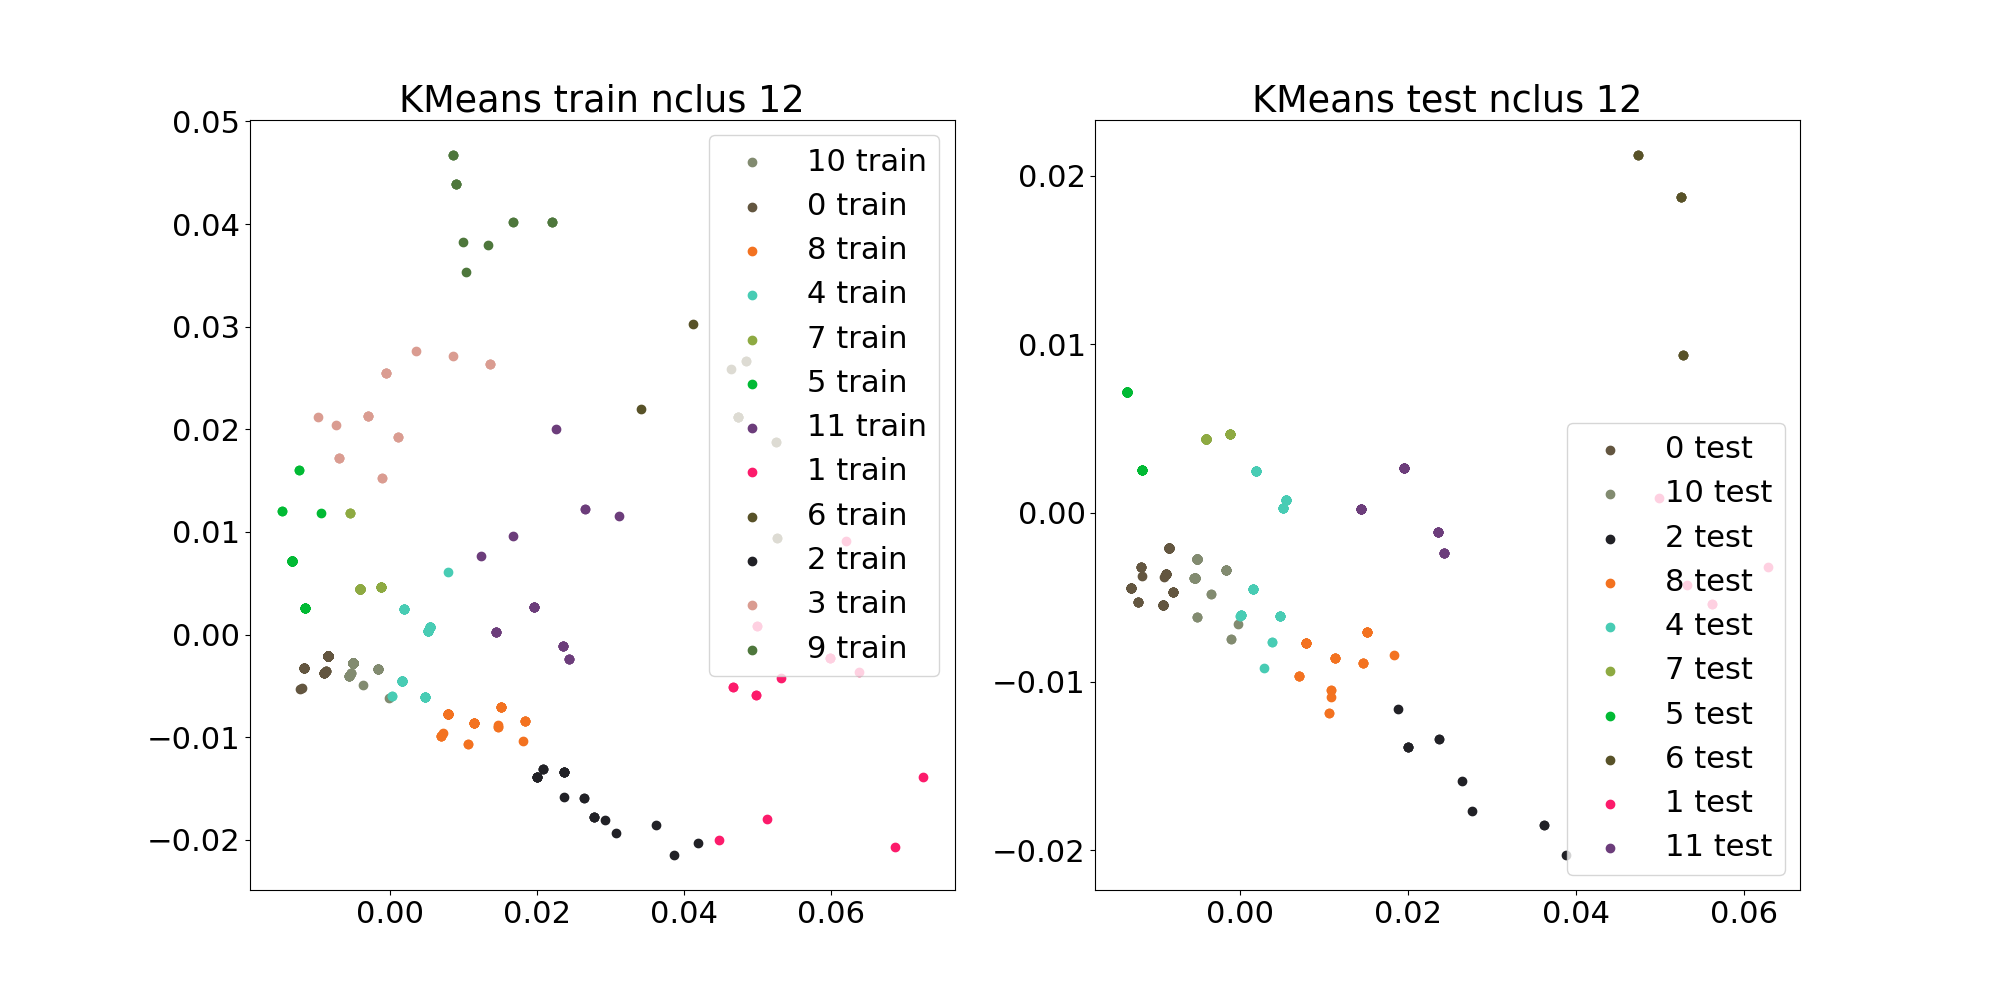 KMeans train nclus 12
0.05
0.04
0.03
0.02
0.01
0.00
−0.01
−0.02
0.00 0.02 0.04 0.06
10 train
0 train
8 train
4 train
7 train
5 train
11 train
1 train
6 train
2 train
3 train
9 train
KMeans test nclus 12
0.02
0.01
0.00
−0.01
−0.02
0.00 0.02 0.04 0.06
0 test
10 test
2 test
8 test
4 test
7 test
5 test
6 test
1 test
11 test